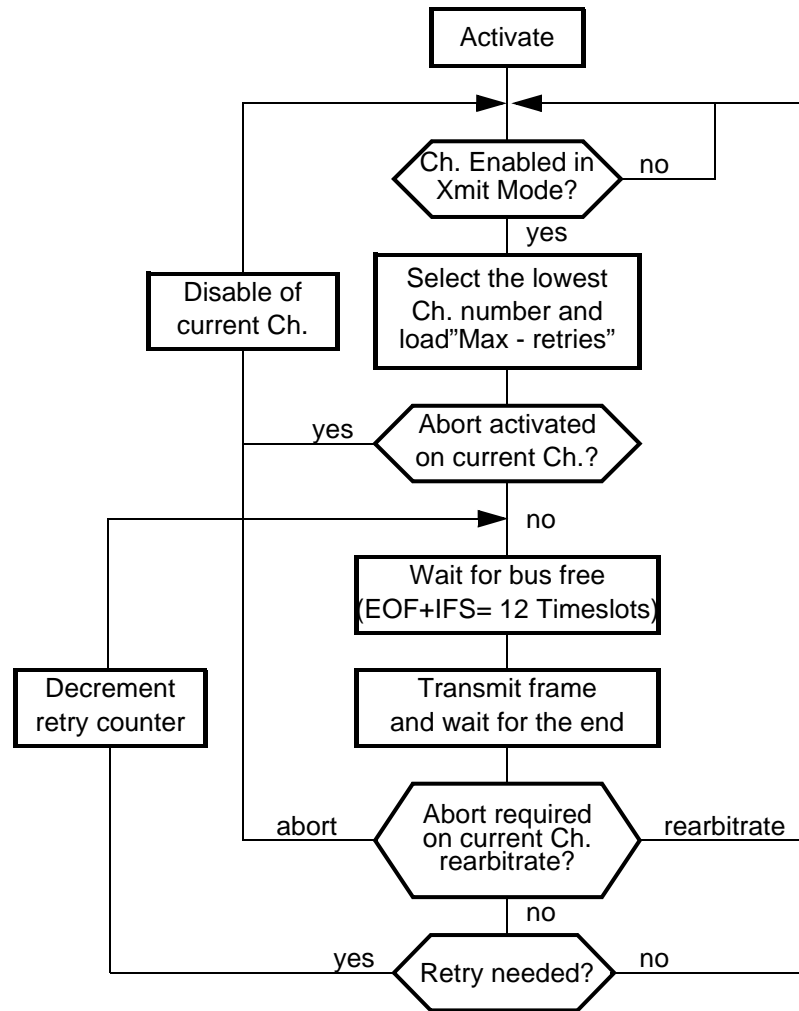 Activate
Ch. Enabled in
Xmit Mode?
no
yes
Disable of
current Ch.
Select the lowest
Ch. number and
load"Max - retries"
yes
Abort activated
on current Ch.?
no
Wait for bus free
(EOF+IFS= 12 Timeslots)
Decrement
retry counter
Transmit frame
and wait for the end
abort
Abort required
on current Ch.
rearbitrate?
rearbitrate
no
yes
Retry needed?
no